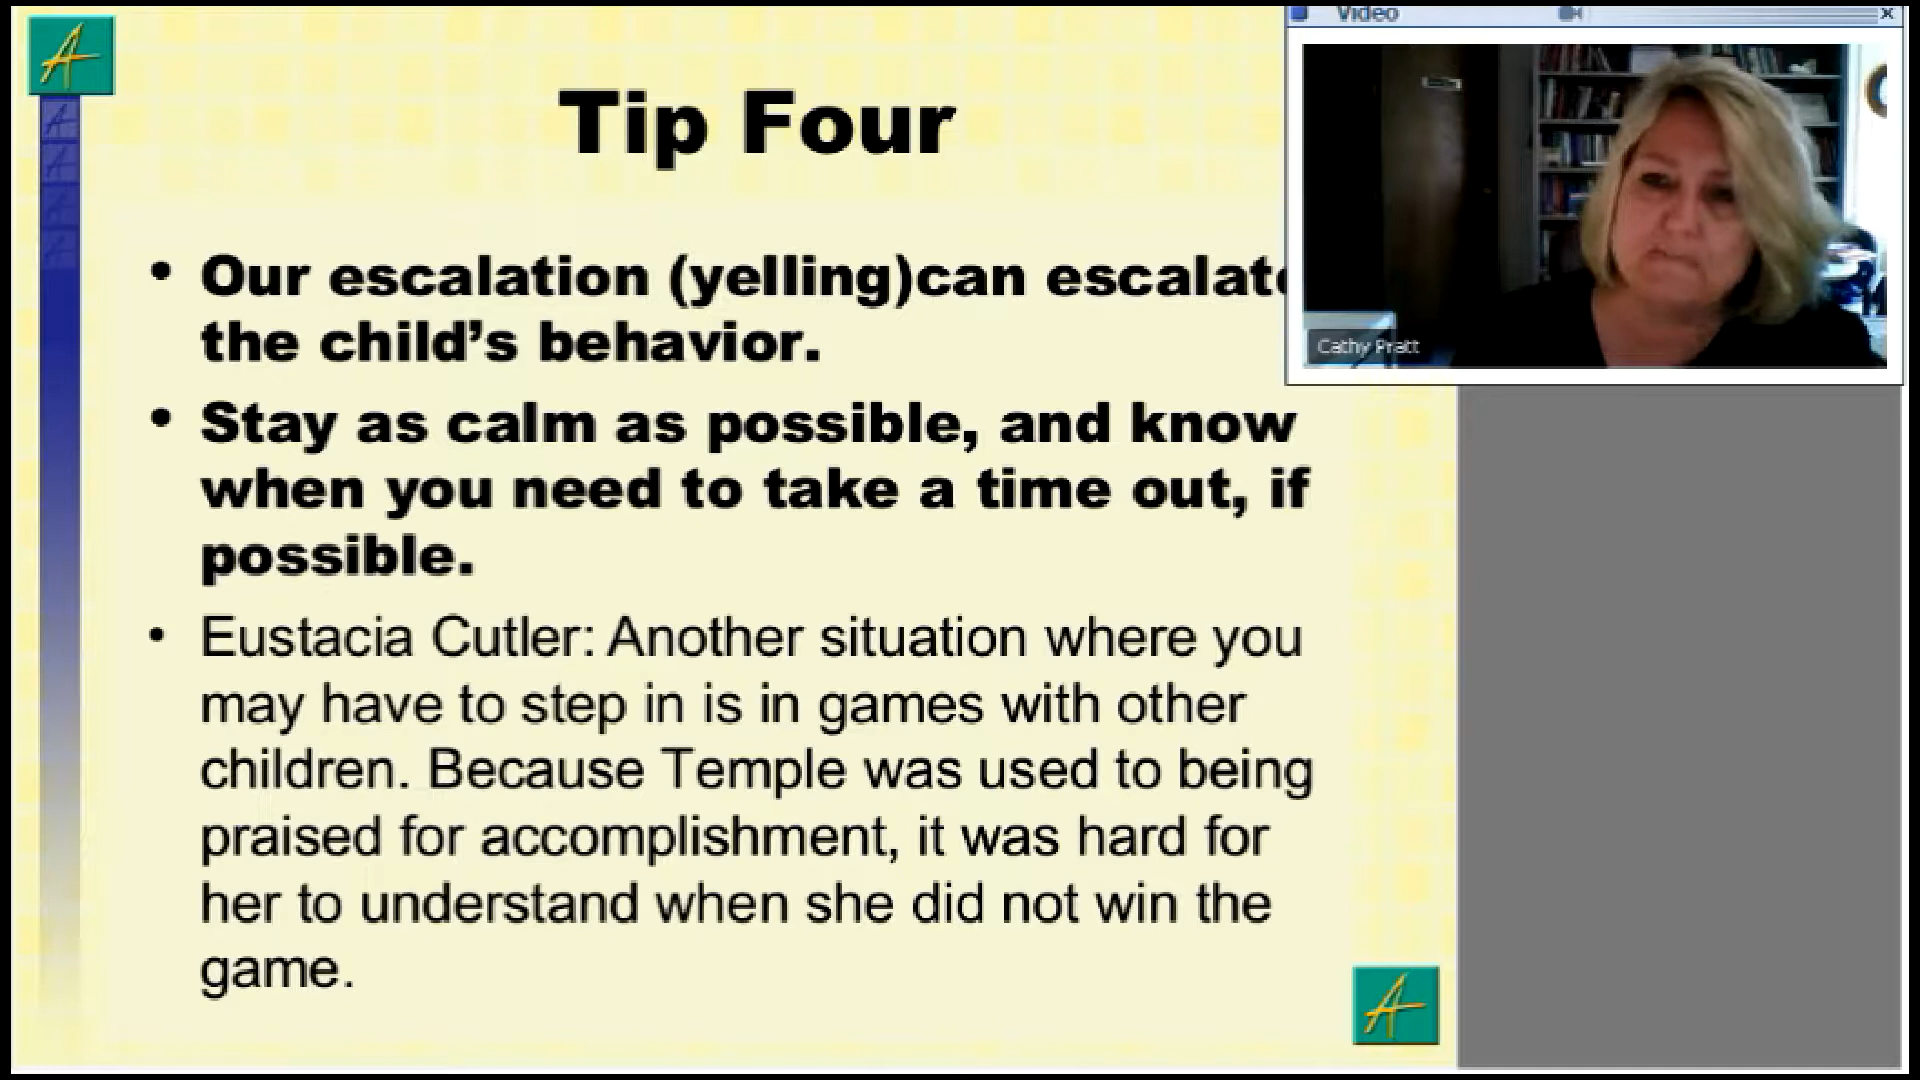 Video
Tip Four
Cathy Pratt
• Our escalation (yelling)can escalate
the child’s behavior.
• Stay as calm as possible, and know
when you need to take a time out, if
possible.
• Eustacia Cutler: Another situation where you
may have to step in is in games with other
children. Because Temple was used to being
praised for accomplishment, it was hard for
her to understand when she did not win the
game.